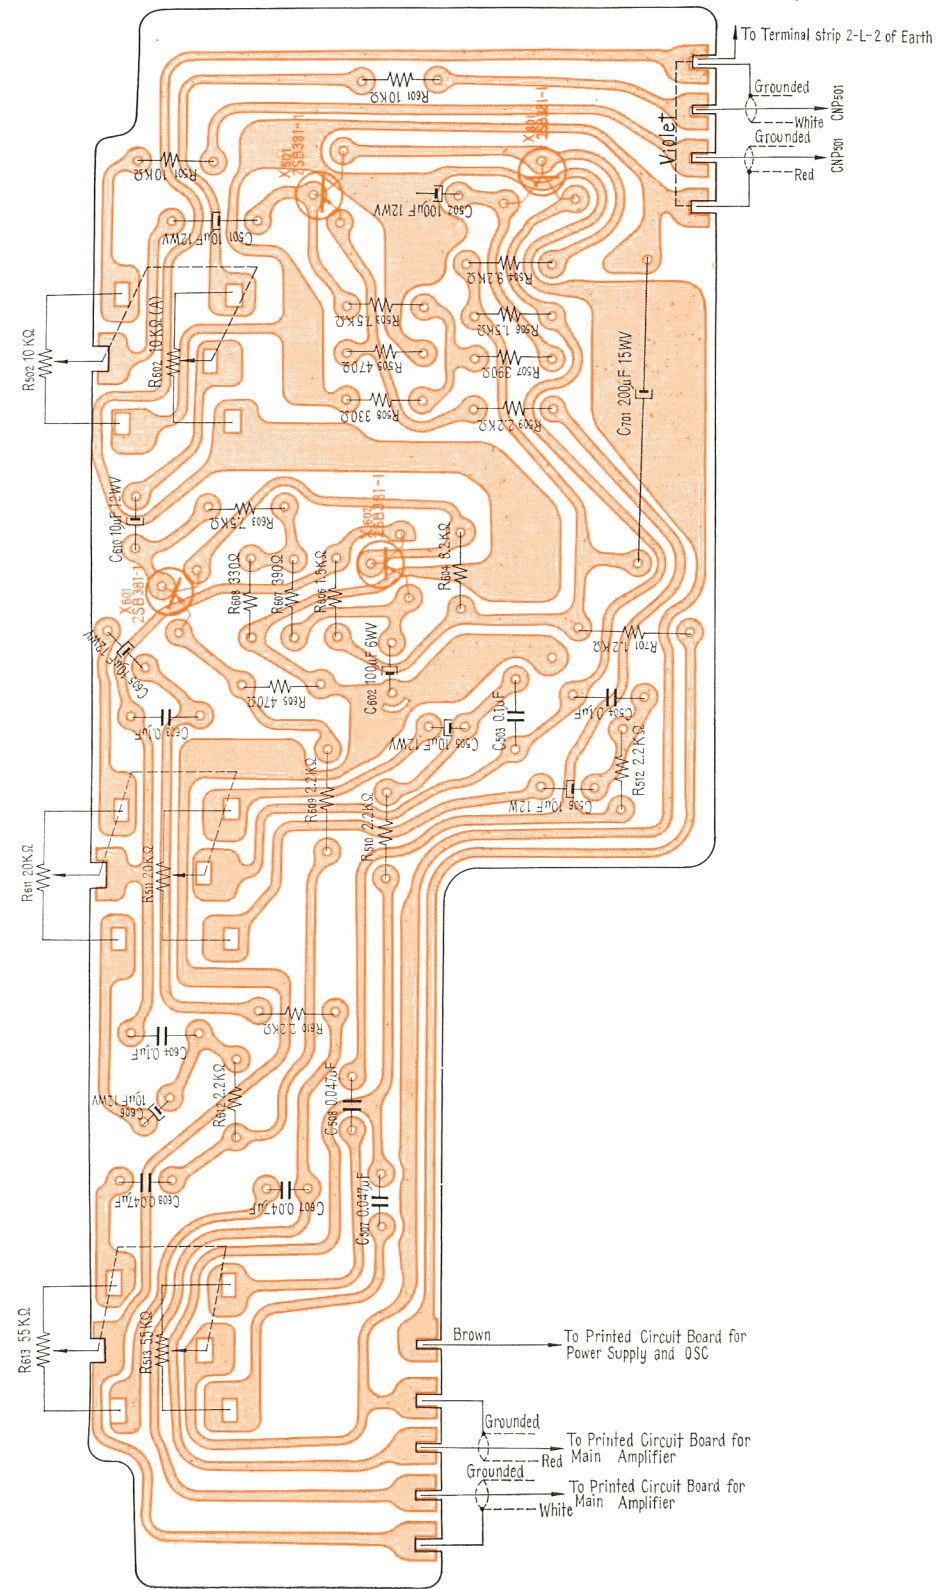 To Terminal strip 2-L-2 of Earth
Grounded
White
CNP501
Grounded
Red
CNP501
Violet
R601 10KΩ
X501
2SB381-1
2SB381-1
R501 10KΩ
C501 10µF 12WV
C502 100µF 12WV
R504 8.2KΩ
R502 10KΩ
R602 10KΩ(A)
R503 7.5KΩ
R506 1.5KΩ
R505 470Ω
R507 390Ω
R508 330Ω
R509 2.2KΩ
C701 200µF 15WV
C610 10µF 12WV
R603 7.5KΩ
X602
2SB381-1
R604 8.2KΩ
R608 330Ω
R607 390Ω
R606 1.5KΩ
X601
2SB381-1
C605 10µF 12WV
C602 100µF 6WV
R701 1.2KΩ
R605 470Ω
C603 0.1µF
C503 0.1µF
C504 0.1µF
C505 10µF 12WV
R512 2.2KΩ
R609 2.2KΩ
R510 2.2KΩ
C506 10µF 12W
R611 20KΩ
R511 20KΩ
R610 2.2KΩ
C604 0.1µF
C606
10µF 12WV
R612 2.2KΩ
C508 0.047µF
C608 0.047µF
C607 0.047µF
C507 0.047µF
R613 55KΩ
R513 55KΩ
Brown
To Printed Circuit Board for
Power Supply and OSC
Grounded
To Printed Circuit Board for
Red Main Amplifier
Grounded
To Printed Circuit Board for
Main Amplifier
White